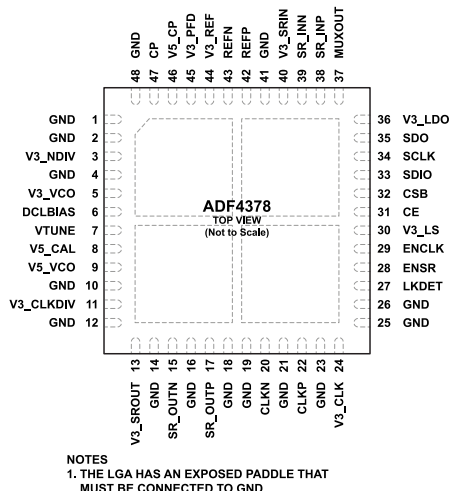 48 GND
47 CP
46 V5_CP
45 V3_PFD
44 V3_REF
43 REFN
42 REFP
41 GND
40 V3_SRIN
39 SR_INN
38 SR_INP
37 MUXOUT
GND 1
GND 2
V3_NDIV 3
GND 4
V3_VCO 5
DCLBIAS 6
VTUNE 7
V5_CAL 8
V5_VCO 9
GND 10
V3_CLKDIV 11
GND 12
ADF4378
TOP VIEW
(Not to Scale)
36 V3_LDO
35 SDO
34 SCLK
33 SDIO
32 CSB
31 CE
30 V3_LS
29 ENCLK
28 ENSR
27 LKDET
26 GND
25 GND
V3_SROUT 13
GND 14
SR_OUTN 15
GND 16
SR_OUTP 17
GND 18
GND 19
CLKN 20
GND 21
CLKP 22
GND 23
V3_CLK 24
NOTES
1. THE LGA HAS AN EXPOSED PADDLE THAT
MUST BE CONNECTED TO GND